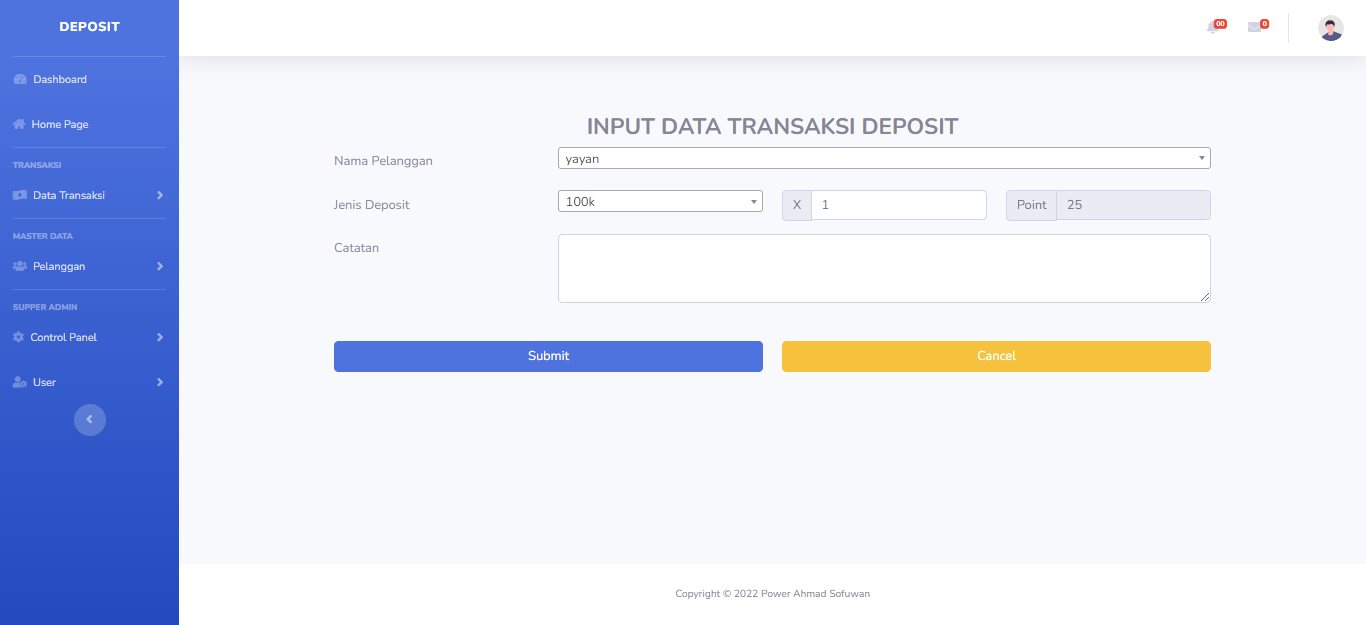 DEPOSIT
00
0
Dashboard
Home Page
TRANSAKSI
Data Transaksi
MASTER DATA
Pelanggan
SUPPER ADMIN
Control Panel
User
INPUT DATA TRANSAKSI DEPOSIT
Nama Pelanggan
yayan
Jenis Deposit
100k
X
1
Point
25
Catatan
Submit
Cancel
Copyright © 2022 Power Ahmad Sofuwan